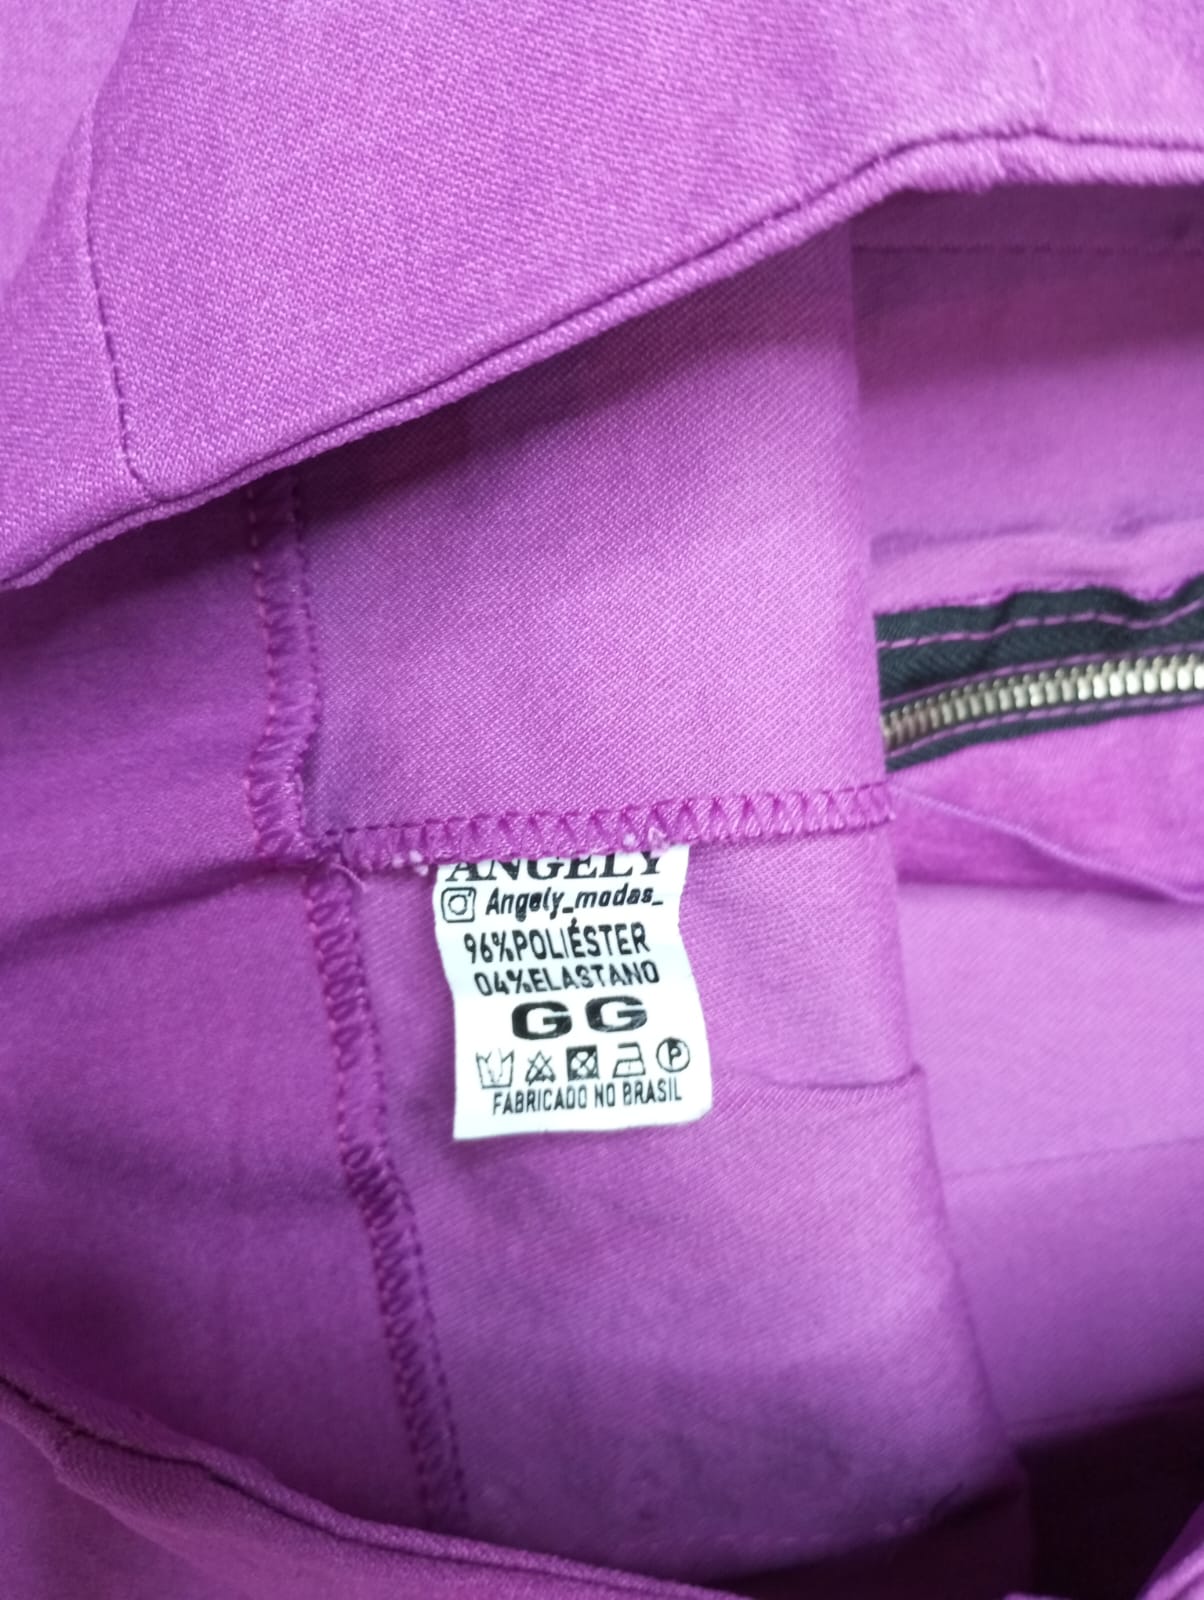 ANGELY
Angely_modas_
96%POLIÉSTER
04%ELASTANO
GG
P
FABRICADO NO BRASIL